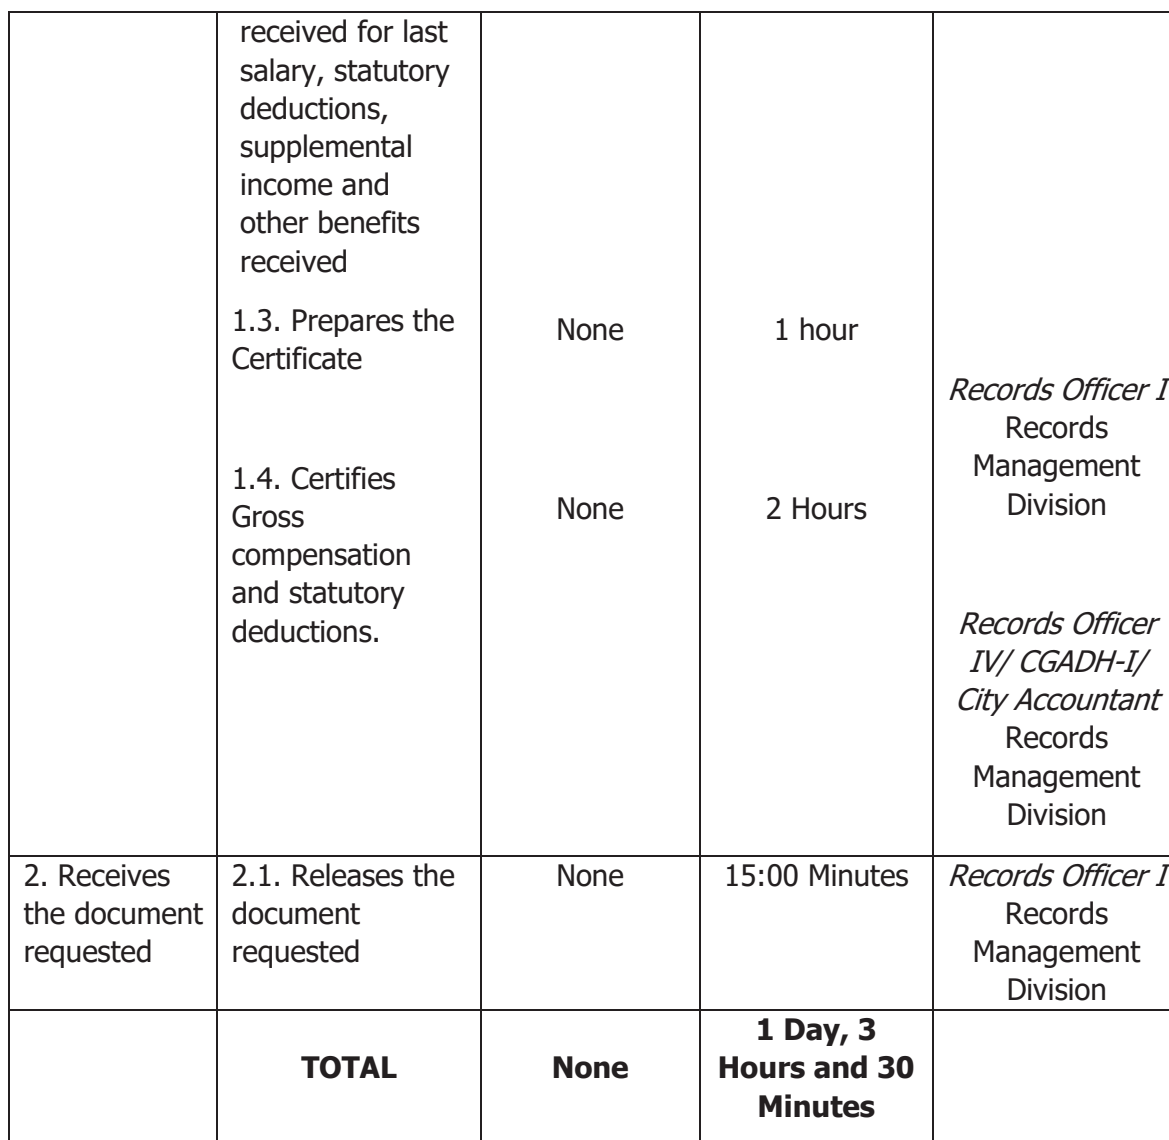 received for last
salary, statutory
deductions,
supplemental
income and
other benefits
received
1.3. Prepares the
Certificate
None
1 hour
Records Officer I
Records
Management
Division
1.4. Certifies
Gross
compensation
and statutory
deductions.
None
2 Hours
Records Officer
IV/ CGADH-I/
City Accountant
Records
Management
Division
2. Receives
the document
requested
2.1. Releases the
document
requested
None
15:00 Minutes
Records Officer I
Records
Management
Division
TOTAL
None
1 Day, 3
Hours and 30
Minutes